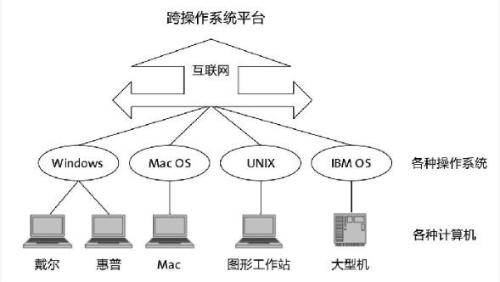 跨操作系统平台
互联网
Windows
Mac OS
UNIX
IBM OS
各种操作系统
各种计算机
戴尔
惠普
Mac
图形工作站
大型机